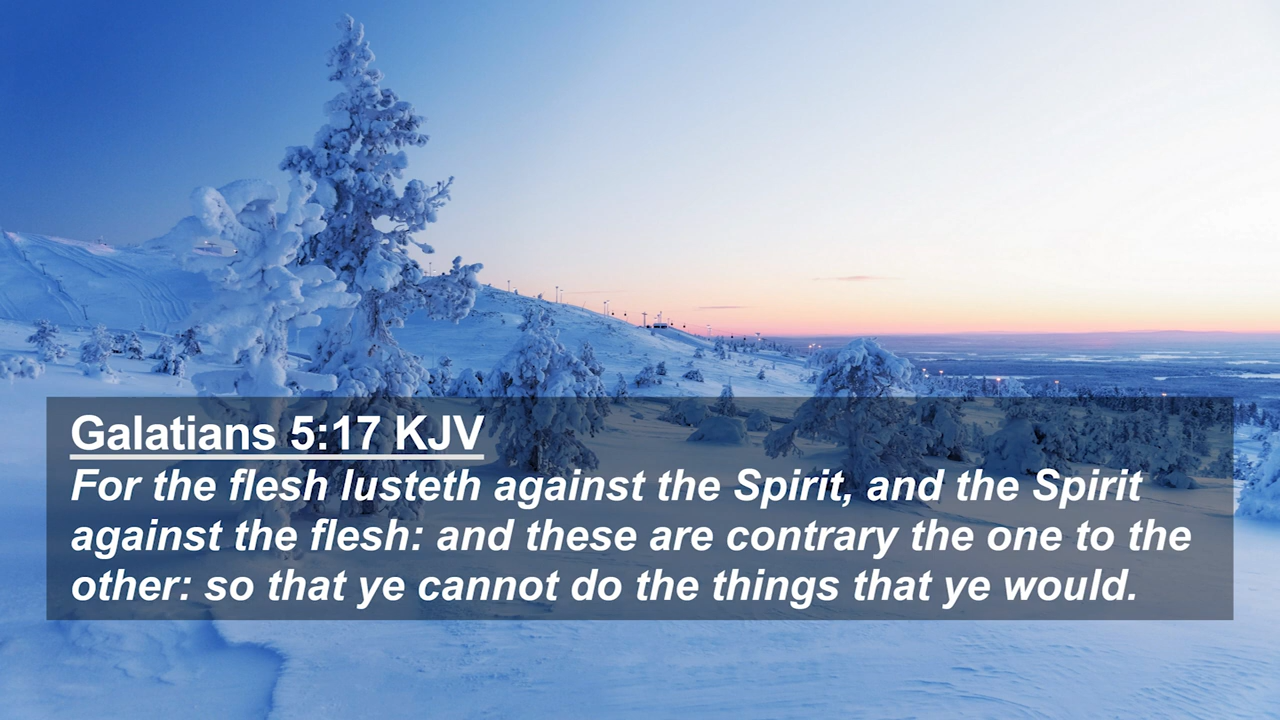 Galatians 5:17 KJV
For the flesh lusteth against the Spirit, and the Spirit
against the flesh: and these are contrary the one to the
other: so that ye cannot do the things that ye would.